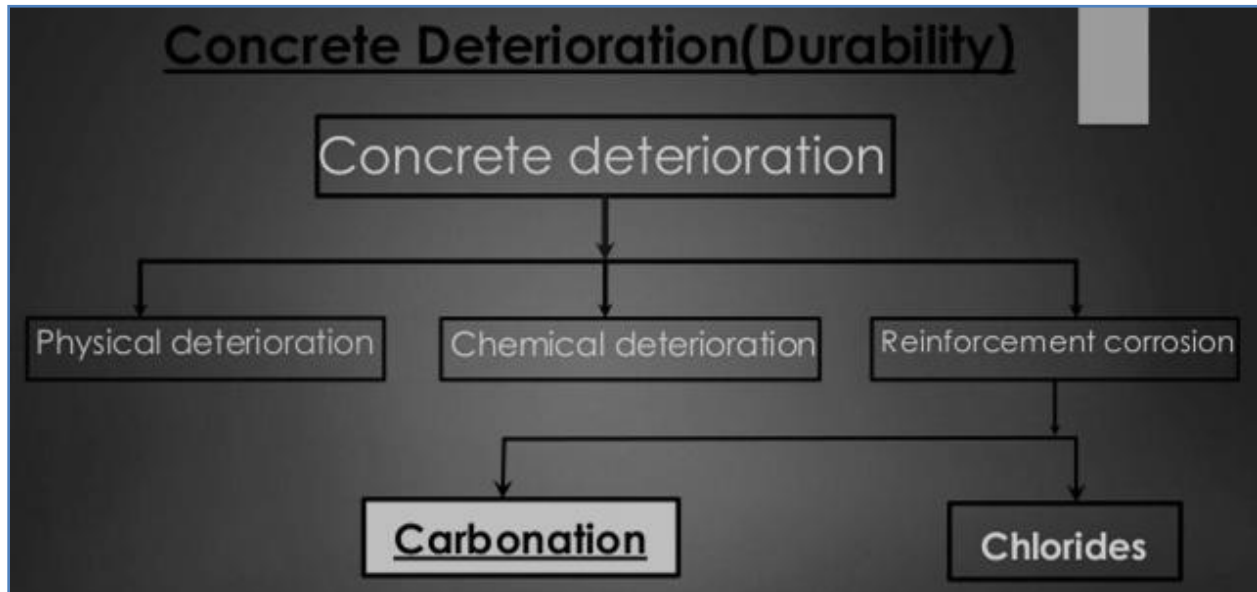 Concrete Deterioration(Durability)
Concrete deterioration
Physical deterioration
Chemical deterioration
Reinforcement corrosion
Carbonation
Chlorides